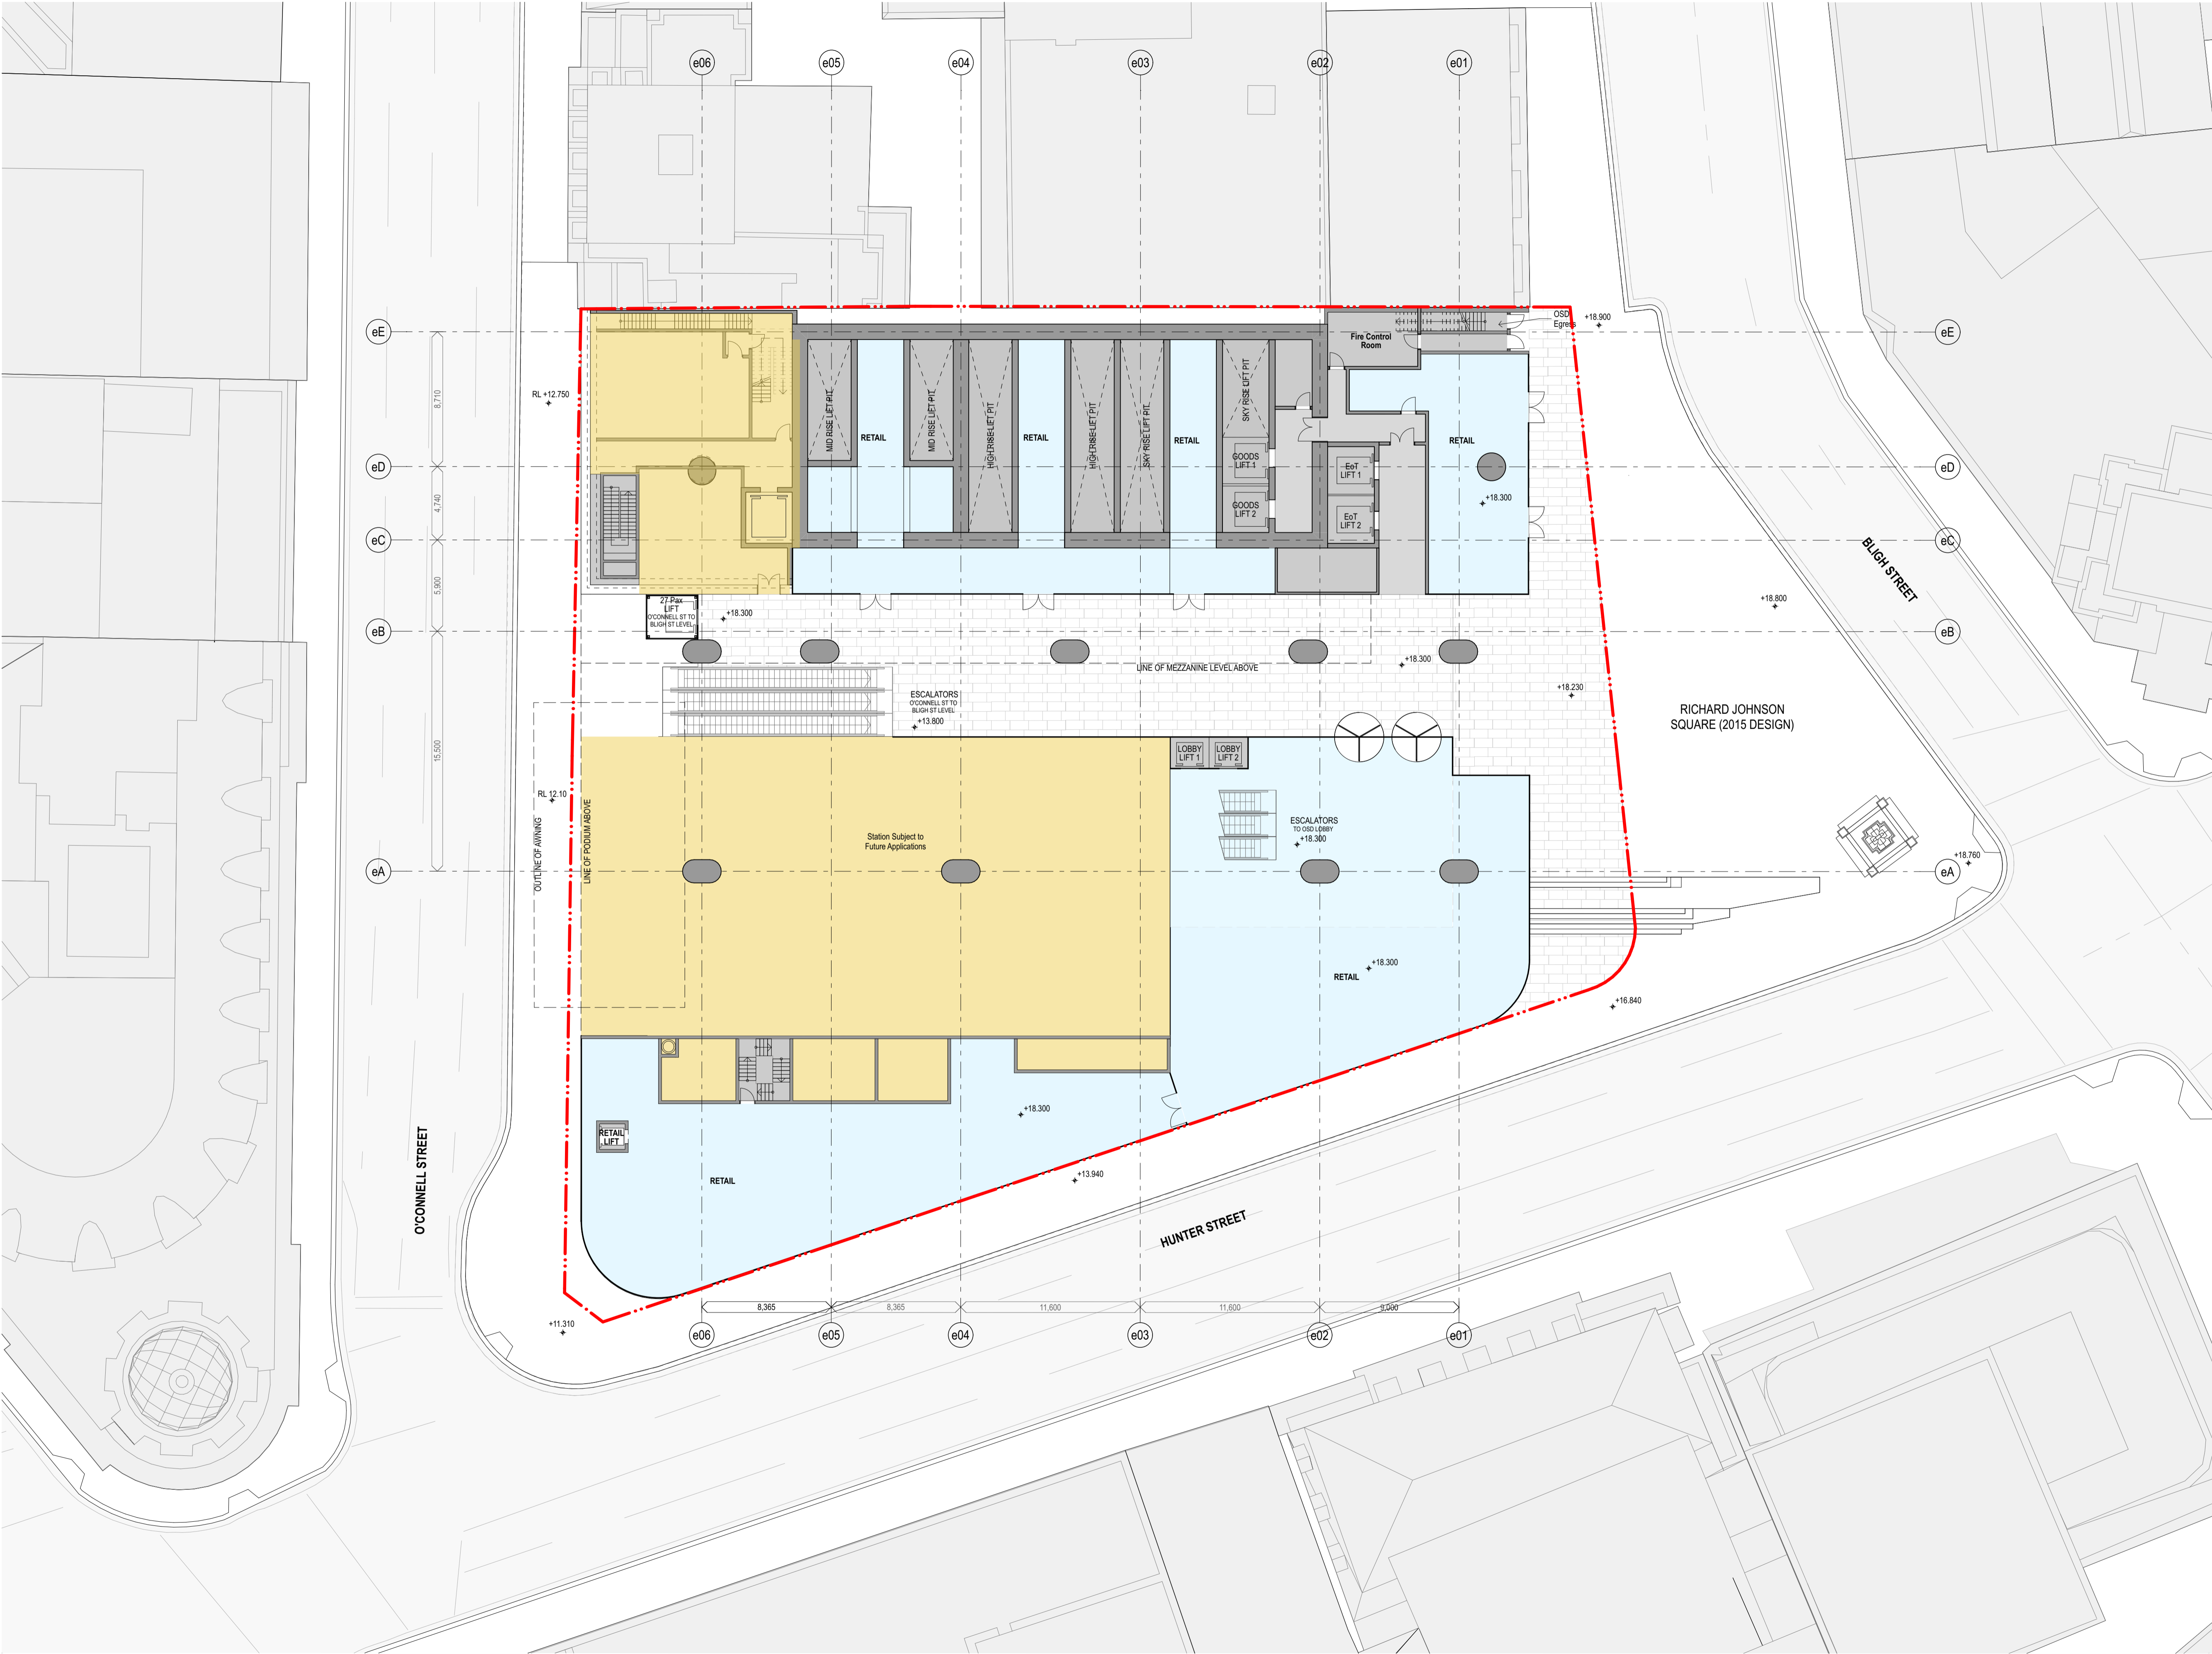 e06
e05
e04
e03
e02
e01
eE
eE
OSD
Egress
+18.900
Fire Control
Room
8,710
RL +12.750
MID RISE LIFT PIT
RETAIL
MID RISE LIFT PIT
HIGH RISE LIFT PIT
RETAIL
HIGH RISE LIFT PIT
SKY RISE LIFT PIT
RETAIL
SKY RISE LIFT PIT
RETAIL
eD
eD
GOODS
LIFT 1
EoT
LIFT 1
4,740
+18.300
GOODS
LIFT 2
EoT
LIFT 2
eC
eC
BLIGH STREET
5,900
27 Pax
LIFT
O'CONNELL ST TO
BLIGH ST LEVEL
+18.300
+18.800
eB
eB
LINE OF MEZZANINE LEVEL ABOVE
+18.300
+18.230
ESCALATORS
O'CONNELL ST TO
BLIGH ST LEVEL
+13.800
RICHARD JOHNSON
SQUARE (2015 DESIGN)
15,500
LOBBY
LIFT 1
LOBBY
LIFT 2
RL 12.10
OUTLINE OF AWNING
LINE OF PODIUM ABOVE
Station Subject to
Future Applications
ESCALATORS
TO OSD LOBBY
+18.300
+18.760
eA
eA
+18.300
RETAIL
+16.840
+18.300
RETAIL
LIFT
O'CONNELL STREET
RETAIL
+13.940
HUNTER STREET
8,365
8,365
11,600
11,600
9,000
+11.310
e06
e05
e04
e03
e02
e01